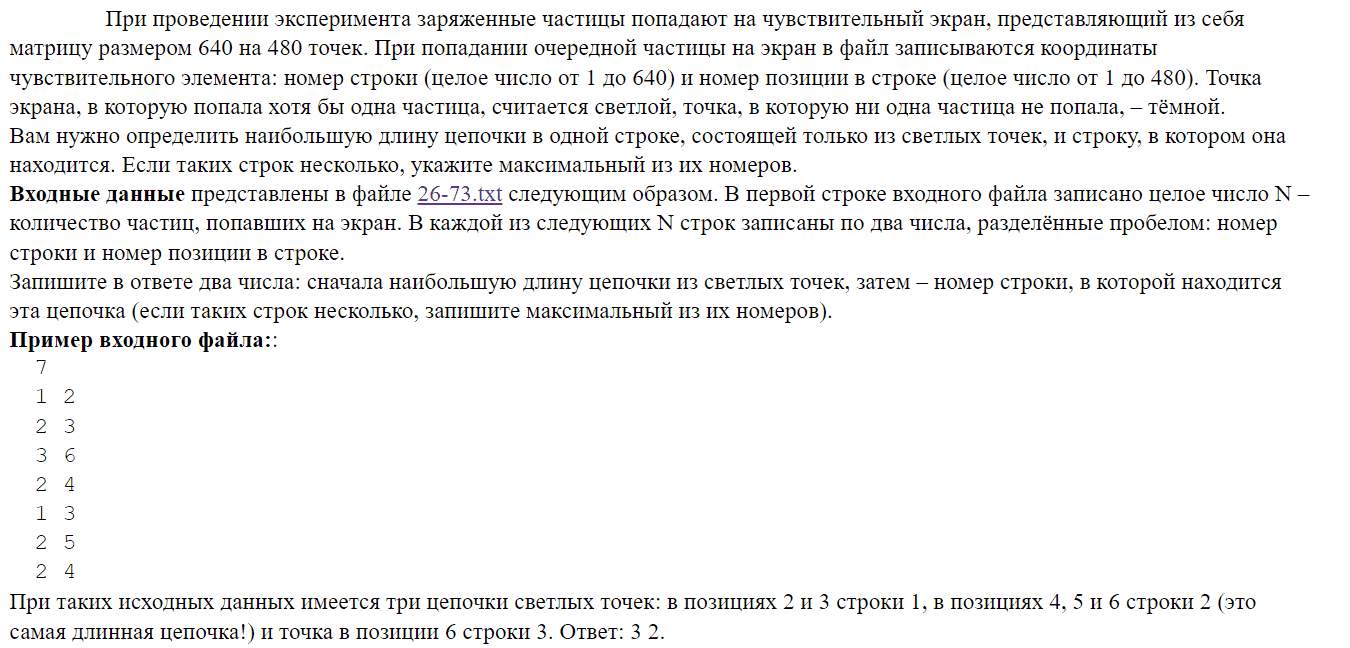 При проведении эксперимента заряженные частицы попадают на чувствительный экран, представляющий из себя
матрицу размером 640 на 480 точек. При попадании очередной частицы на экран в файл записываются координаты
чувствительного элемента: номер строки (целое число от 1 до 640) и номер позиции в строке (целое число от 1 до 480). Точка
экрана, в которую попала хотя бы одна частица, считается светлой, точка, в которую ни одна частица не попала, – тёмной.
Вам нужно определить наибольшую длину цепочки в одной строке, состоящей только из светлых точек, и строку, в котором она
находится. Если таких строк несколько, укажите максимальный из их номеров.
Входные данные представлены в файле 26-73.txt следующим образом. В первой строке входного файла записано целое число N –
количество частиц, попавших на экран. В каждой из следующих N строк записаны по два числа, разделённые пробелом: номер
строки и номер позиции в строке.
Запишите в ответе два числа: сначала наибольшую длину цепочки из светлых точек, затем – номер строки, в которой находится
эта цепочка (если таких строк несколько, запишите максимальный из их номеров).
Пример входного файла::
7
1 2
2 3
3 6
2 4
1 3
2 5
2 4
При таких исходных данных имеется три цепочки светлых точек: в позициях 2 и 3 строки 1, в позициях 4, 5 и 6 строки 2 (это
самая длинная цепочка!) и точка в позиции 6 строки 3. Ответ: 3 2.